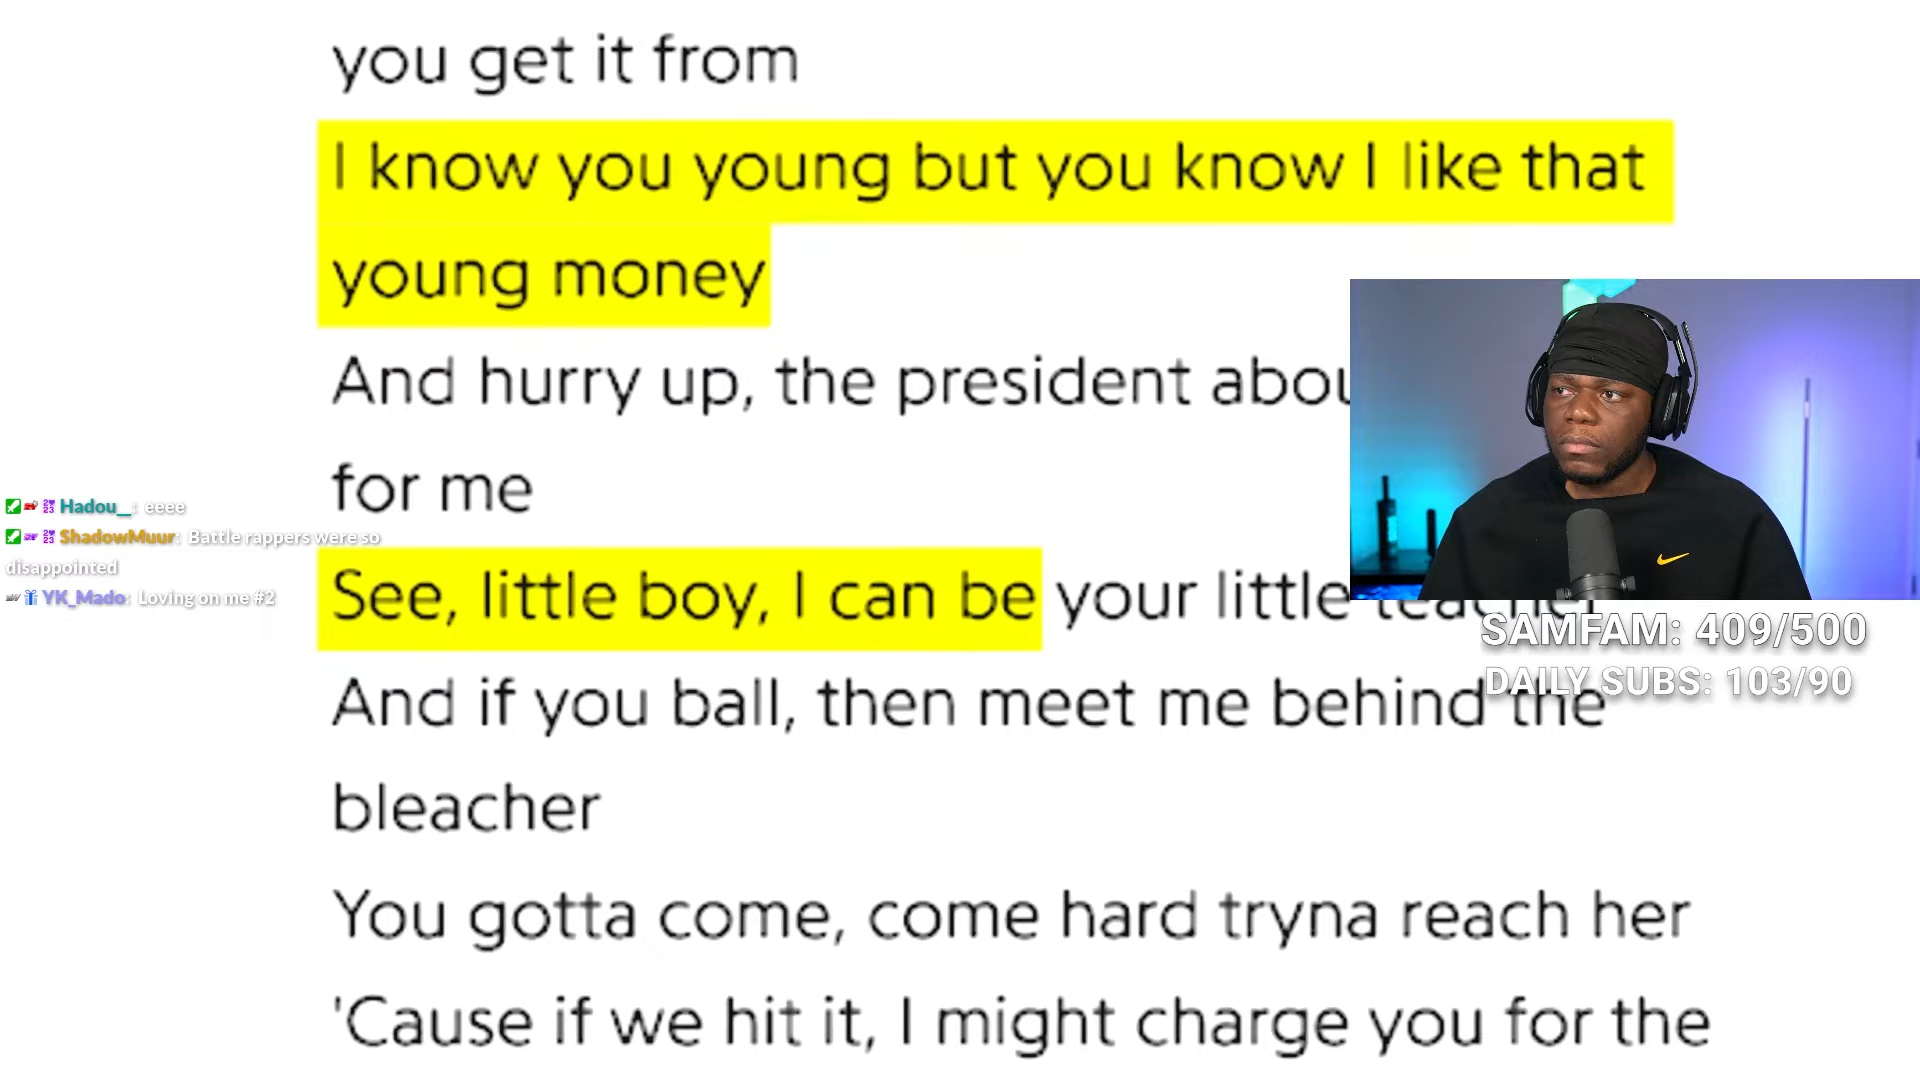 you get it from
I know you young but you know I like that
young money
And hurry up, the president
for me
Hadou__: eeee
ShadowMuur: Battle rappers were so
disappointed
YK_Mado: Loving on me #2
See, little boy, I can be your little teacher
SAMFAM: 409/500
DAILY SUBS: 103/90
And if you ball, then meet me behind the
bleacher
You gotta come, come hard tryna reach her
'Cause if we hit it, I might charge you for the